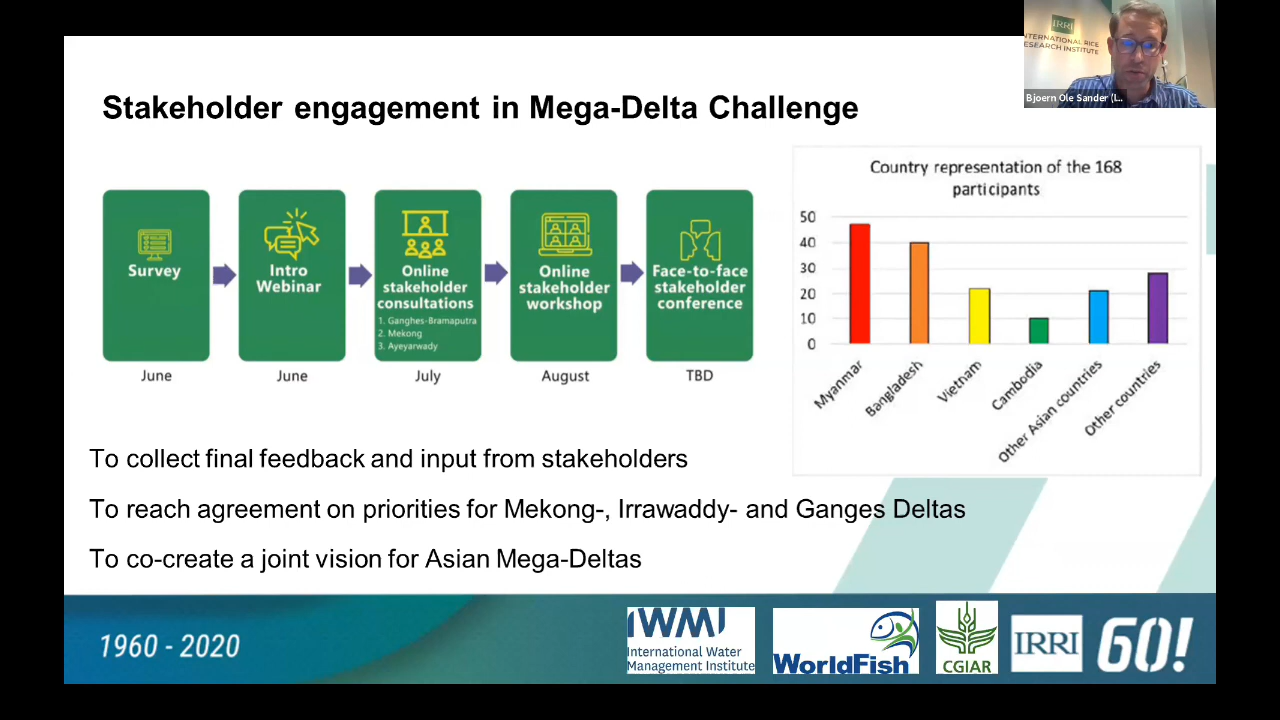 IRRI
INTERNATIONAL RICE
RESEARCH INSTITUTE
Bjoern Ole Sander (L..
Stakeholder engagement in Mega-Delta Challenge
Survey
June
Intro
Webinar
June
Online
stakeholder
consultations
1. Ganghes-Bramaputra
2. Mekong
3. Ayeyarwady
July
Online
stakeholder
workshop
August
Face-to-face
stakeholder
conference
TBD
Country representation of the 168
participants
50
40
30
20
10
0
Myanmar
Bangladesh
Vietnam
Cambodia
Other Asian countries
Other countries
To collect final feedback and input from stakeholders
To reach agreement on priorities for Mekong-, Irrawaddy- and Ganges Deltas
To co-create a joint vision for Asian Mega-Deltas
1960 - 2020
IWMI
International Water
Management Institute
WorldFish
CGIAR
IRRI
60!